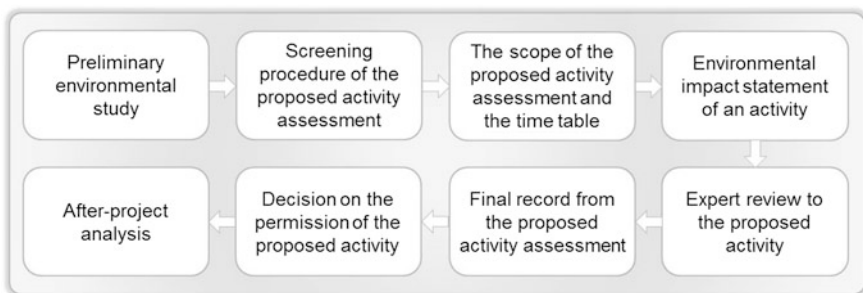 Preliminary
environmental
study
Screening
procedure of the
proposed activity
assessment
The scope of the
proposed activity
assessment and
the time table
Environmental
impact statement
of an activity
Expert review to
the proposed
activity
Final record from
the proposed
activity assessment
Decision on the
permission of the
proposed activity
After-project
analysis